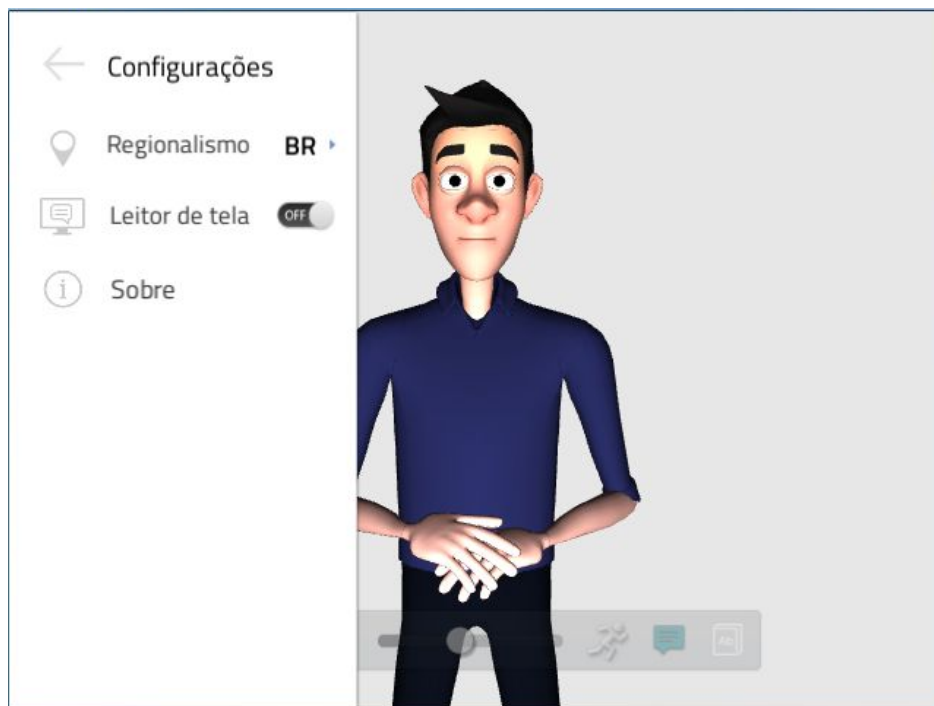 Configurações
Regionalismo BR
Leitor de tela OFF
Sobre